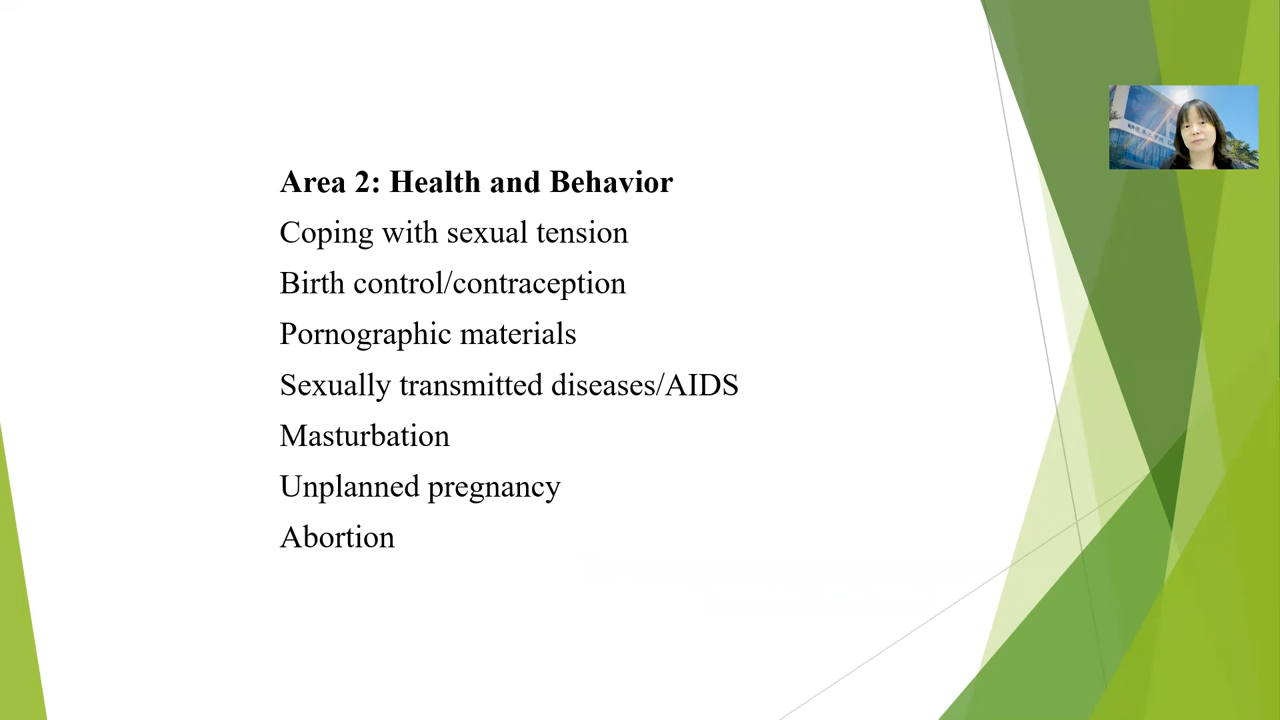 Area 2: Health and Behavior
Coping with sexual tension
Birth control/contraception
Pornographic materials
Sexually transmitted diseases/AIDS
Masturbation
Unplanned pregnancy
Abortion